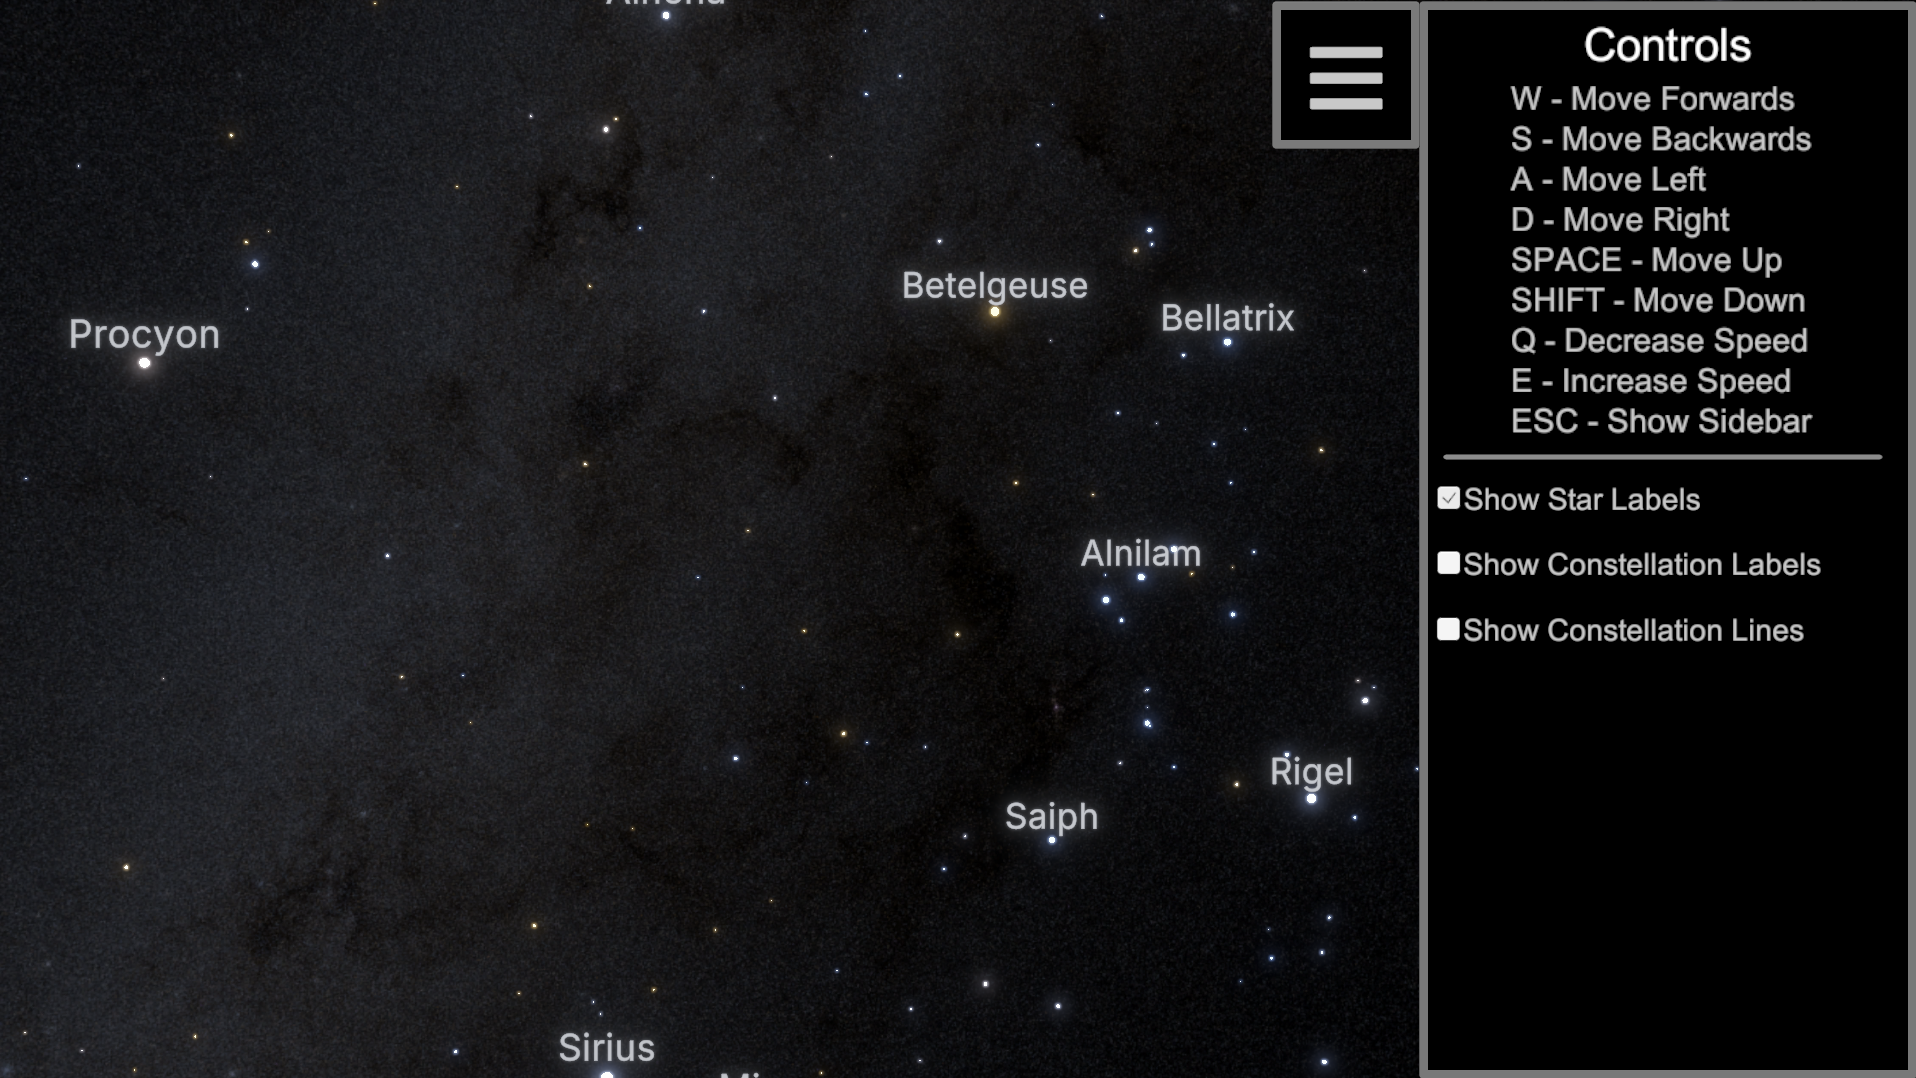 Controls
W - Move Forwards
S - Move Backwards
A - Move Left
D - Move Right
SPACE - Move Up
SHIFT - Move Down
Q - Decrease Speed
E - Increase Speed
ESC - Show Sidebar
Show Star Labels
Show Constellation Labels
Show Constellation Lines
Betelgeuse
Bellatrix
Procyon
Alnilam
Rigel
Saiph
Sirius